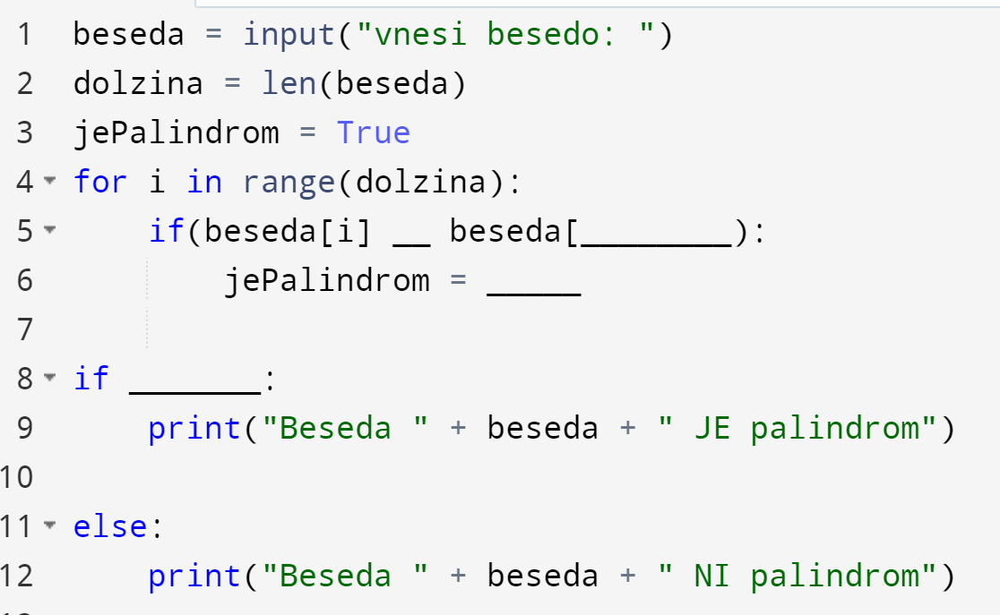 1 beseda = input("vnesi besedo: ")
2 dolzina = len(beseda)
3 jePalindrom = True
4 for i in range(dolzina):
5     if(beseda[i] __ beseda[________):
6         jePalindrom = _____
7
8 if _______:
9     print("Beseda " + beseda + " JE palindrom")
10
11 else:
12     print("Beseda " + beseda + " NI palindrom")